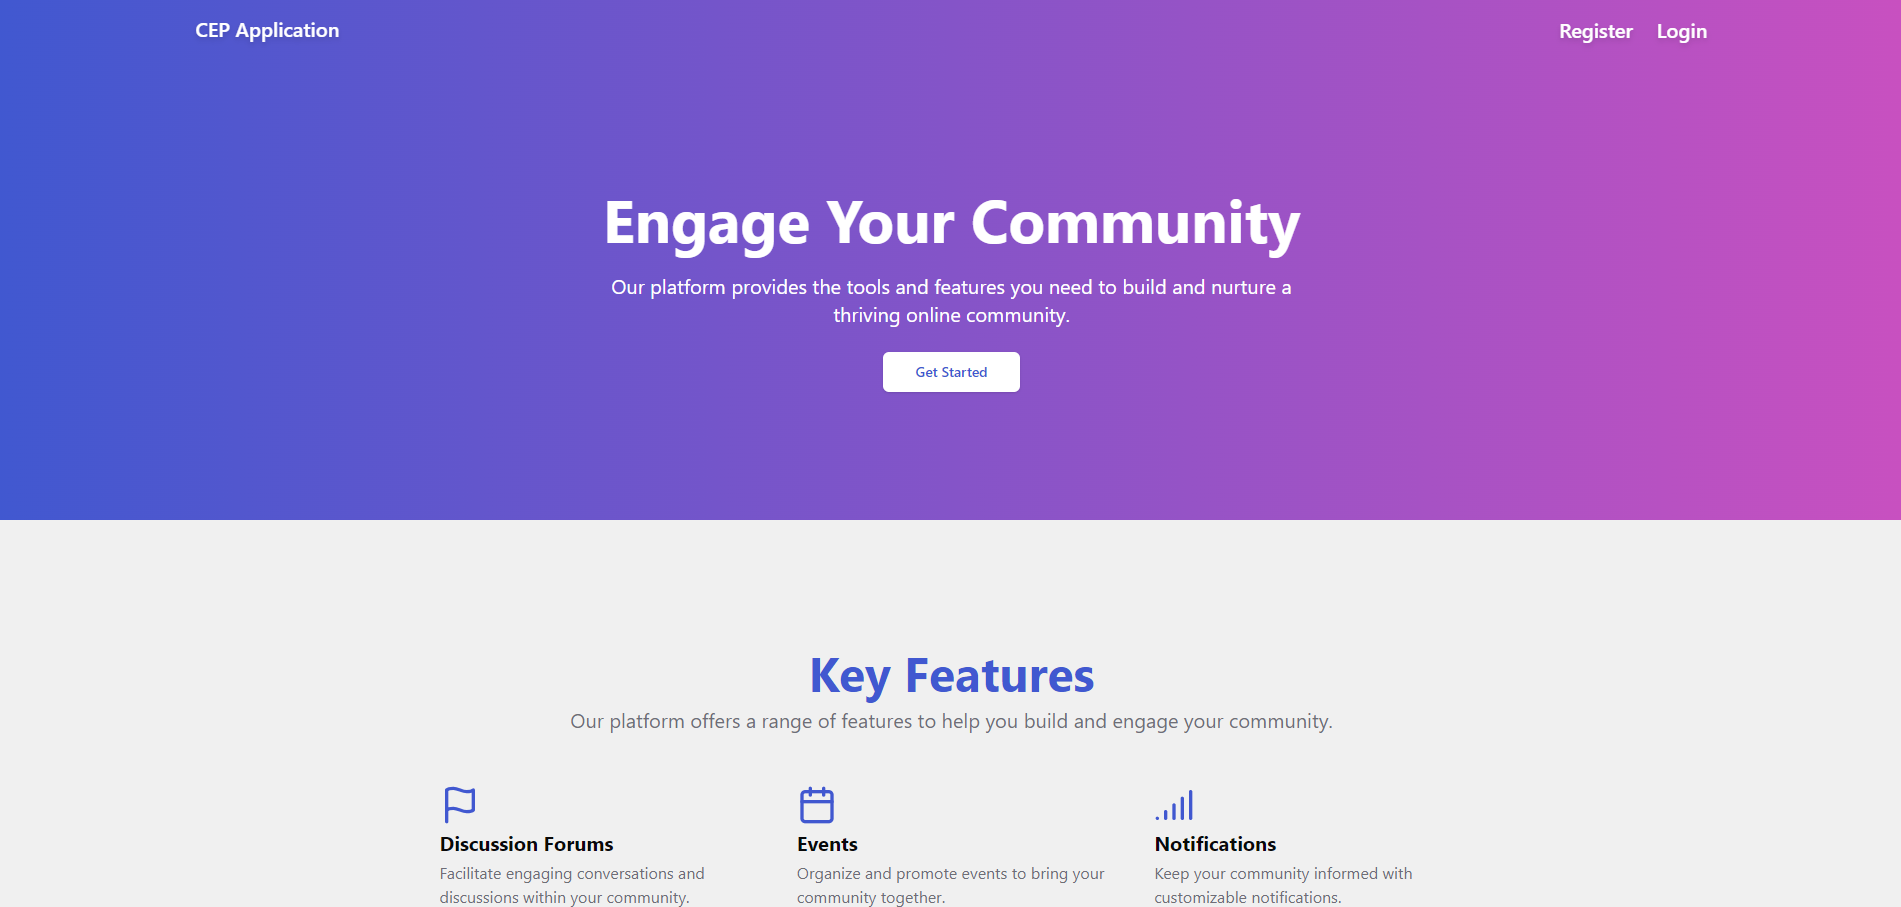 CEP Application
Register
Login
Engage Your Community
Our platform provides the tools and features you need to build and nurture a
thriving online community.
Get Started
Key Features
Our platform offers a range of features to help you build and engage your community.
Discussion Forums
Facilitate engaging conversations and
discussions within your community.
Events
Organize and promote events to bring your
community together.
Notifications
Keep your community informed with
customizable notifications.